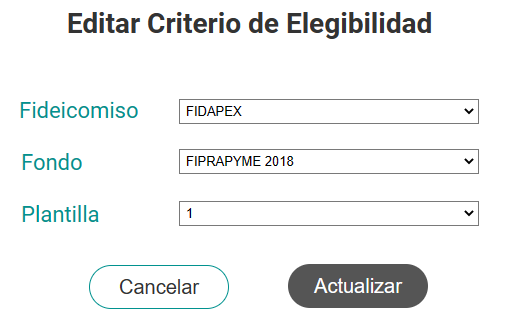 Editar Criterio de Elegibilidad
Fideicomiso FIDAPEX
Fondo FIPRAPYME 2018
Plantilla 1
Cancelar Actualizar